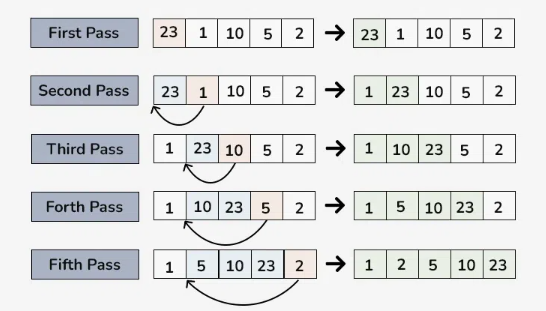 First Pass 23 1 10 5 2 → 23 1 10 5 2
Second Pass 23 1 10 5 2 → 1 23 10 5 2
Third Pass 1 23 10 5 2 → 1 10 23 5 2
Forth Pass 1 10 23 5 2 → 1 5 10 23 2
Fifth Pass 1 5 10 23 2 → 1 2 5 10 23